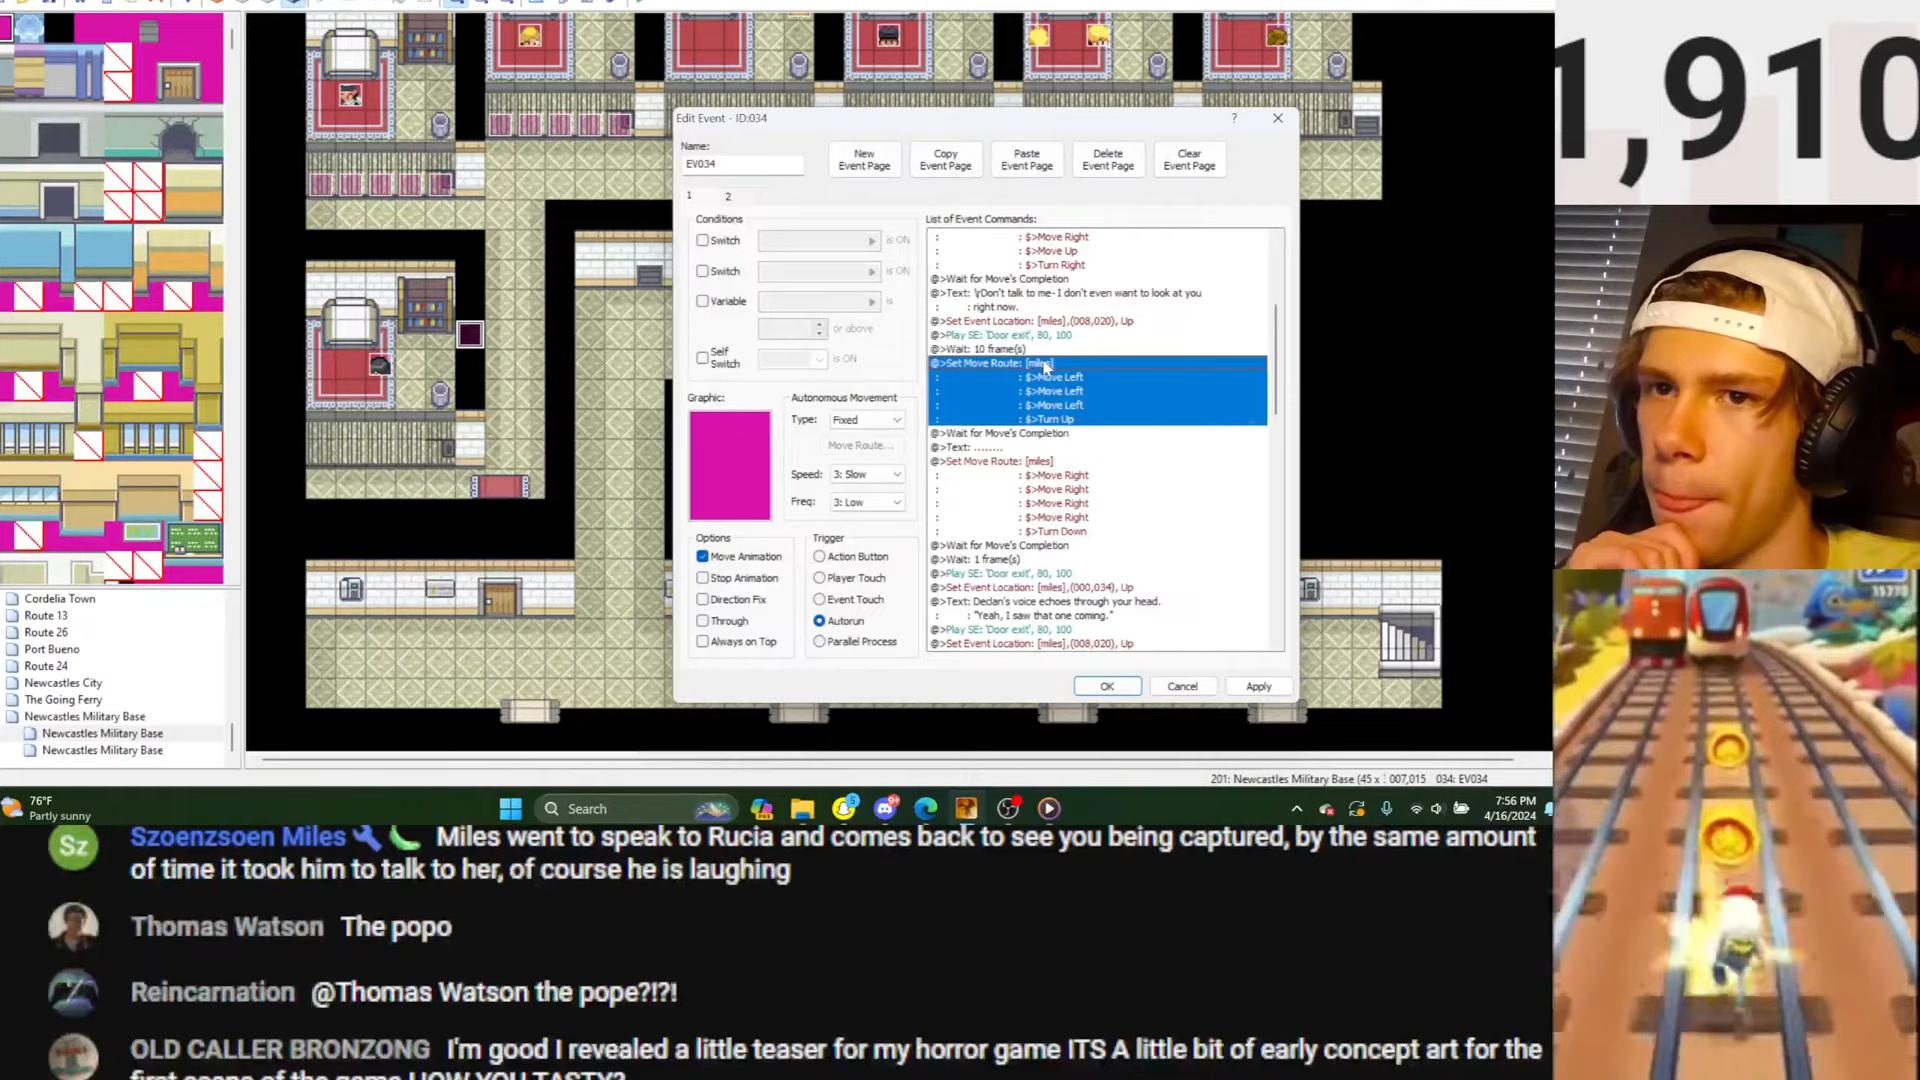 1,910
Edit Event - ID:034
Name:
EV034
New
Event Page
Copy
Event Page
Paste
Event Page
Delete
Event Page
Clear
Event Page
1
2
Conditions
Switch
is ON
Switch
is ON
Variable
is
or above
Self
Switch
is ON
Graphic:
Autonomous Movement
Type:
Fixed
Move Route...
Speed:
3: Slow
Freq:
3: Low
Options
Move Animation
Stop Animation
Direction Fix
Through
Always on Top
Trigger
Action Button
Player Touch
Event Touch
Autorun
Parallel Process
List of Event Commands:
: : $>Move Right
: : $>Move Up
: : $>Turn Right
@>Wait for Move's Completion
@>Text: \rDon't talk to me- I don't even want to look at you
: : right now.
@>Set Event Location: [miles],(008,020), Up
@>Play SE: 'Door exit', 80, 100
@>Wait: 10 frame(s)
@>Set Move Route: [miles]
: : $>Move Left
: : $>Move Left
: : $>Move Left
: : $>Turn Up
@>Wait for Move's Completion
@>Text: ........
@>Set Move Route: [miles]
: : $>Move Right
: : $>Move Right
: : $>Move Right
: : $>Move Right
: : $>Turn Down
@>Wait for Move's Completion
@>Wait: 1 frame(s)
@>Play SE: 'Door exit', 80, 100
@>Set Event Location: [miles],(000,034), Up
@>Text: Declan's voice echoes through your head.
: : "Yeah, I saw that one coming."
@>Play SE: 'Door exit', 80, 100
@>Set Event Location: [miles],(008,020), Up
OK
Cancel
Apply
Cordelia Town
Route 13
Route 26
Port Bueno
Route 24
Newcastles City
The Going Ferry
Newcastles Military Base
Newcastles Military Base
Newcastles Military Base
201: Newcastles Military Base (45 x
007,015
034: EV034
76°F
Partly sunny
Search
7:56 PM
4/16/2024
Sz
Szoenzsoen Miles Miles went to speak to Rucia and comes back to see you being captured, by the same amount
of time it took him to talk to her, of course he is laughing
Thomas Watson The popo
Reincarnation @Thomas Watson the pope?!?!
OLD CALLER BRONZONG I'm good I revealed a little teaser for my horror game ITS A little bit of early concept art for the
first scene of the game HOW YOU TASTY?